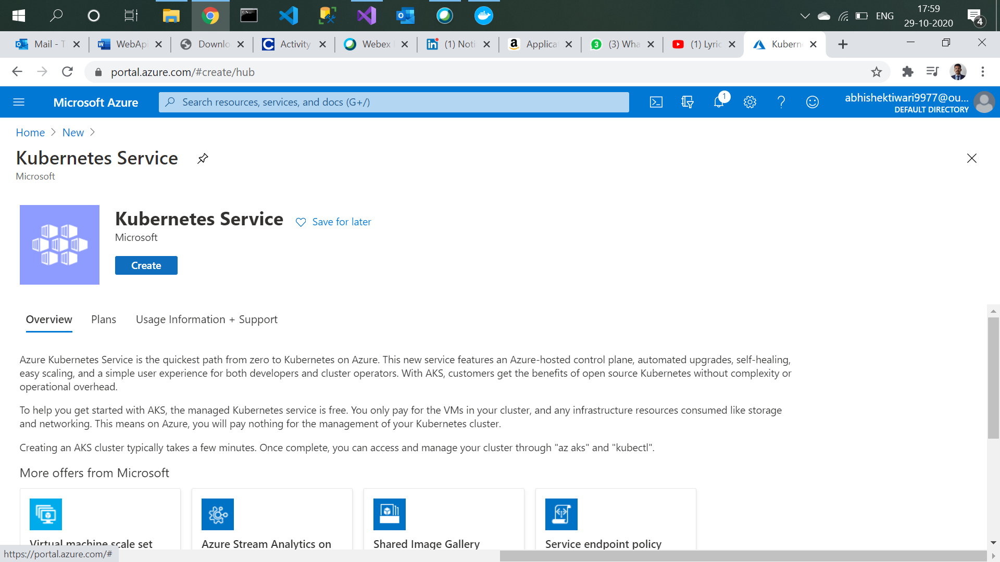 ENG
17:59
29-10-2020
4
Mail - T
WebApi
Downlo
Activity
Webex
(1) Noti
Applicat
(3) Wha
(1) Lyric
Kuberne
portal.azure.com/#create/hub
Microsoft Azure
Search resources, services, and docs (G+/)
1
abhishektiwari9977@ou...
DEFAULT DIRECTORY
Home > New >
Kubernetes Service
Microsoft
Kubernetes Service
Save for later
Microsoft
Create
Overview
Plans
Usage Information + Support
Azure Kubernetes Service is the quickest path from zero to Kubernetes on Azure. This new service features an Azure-hosted control plane, automated upgrades, self-healing,
easy scaling, and a simple user experience for both developers and cluster operators. With AKS, customers get the benefits of open source Kubernetes without complexity or
operational overhead.
To help you get started with AKS, the managed Kubernetes service is free. You only pay for the VMs in your cluster, and any infrastructure resources consumed like storage
and networking. This means on Azure, you will pay nothing for the management of your Kubernetes cluster.
Creating an AKS cluster typically takes a few minutes. Once complete, you can access and manage your cluster through "az aks" and "kubectl".
More offers from Microsoft
Virtual machine scale set
Azure Stream Analytics on
Shared Image Gallery
Service endpoint policy
https://portal.azure.com/#